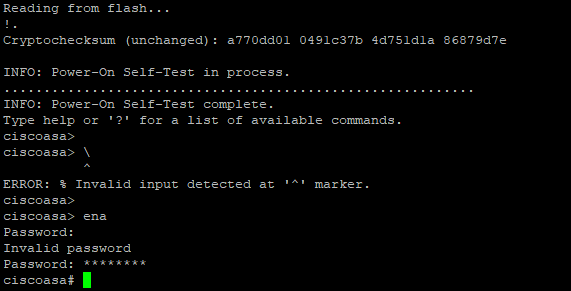 Reading from flash...
!.
Cryptochecksum (unchanged): a770dd01 0491c37b 4d751d1a 86879d7e
INFO: Power-On Self-Test in process.
............................................................
INFO: Power-On Self-Test complete.
Type help or '?' for a list of available commands.
ciscoasa>
ciscoasa> \
^
ERROR: % Invalid input detected at '^' marker.
ciscoasa>
ciscoasa> ena
Password:
Invalid password
Password: ********
ciscoasa#